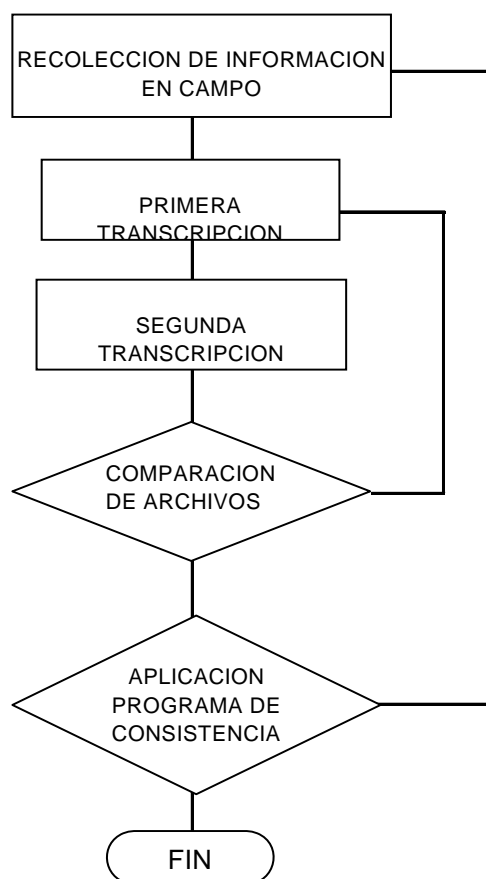 RECOLECCION DE INFORMACION
EN CAMPO
PRIMERA
TRANSCRIPCION
SEGUNDA
TRANSCRIPCION
COMPARACION
DE ARCHIVOS
APLICACION
PROGRAMA DE
CONSISTENCIA
FIN